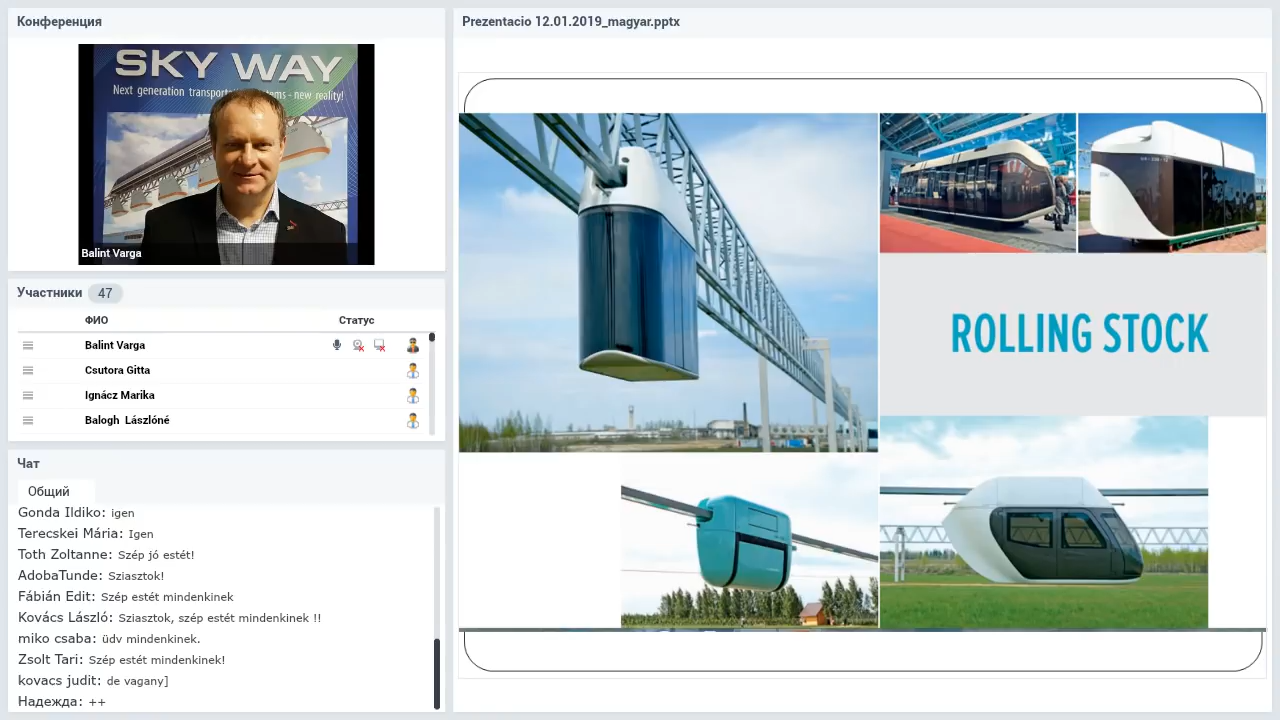 Конференция
SKY WAY
Next generation
new reality!
Balint Varga
Участники 47
ФИО Статус
Balint Varga
Csutora Gitta
Ignácz Marika
Balogh Lászlóné
Чат
Общий
Gonda Ildiko: igen
Terecskei Mária: Igen
Toth Zoltanne: Szép jó estét!
AdobaTunde: Sziasztok!
Fábián Edit: Szép estét mindenkinek
Kovács László: Sziasztok, szép estét mindenkinek !!
miko csaba: üdv mindenkinek.
Zsolt Tari: Szép estét mindenkinek!
kovacs judit: de vagany]
Надежда: ++
Prezentacio 12.01.2019_magyar.pptx
ROLLING STOCK